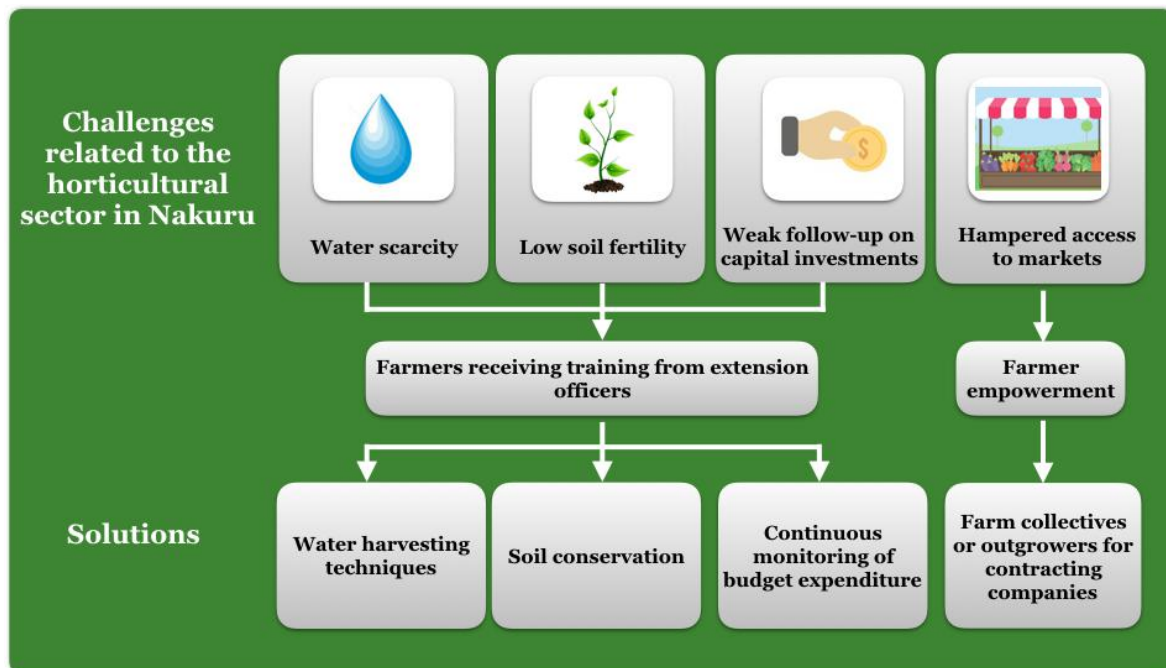 Challenges
related to the
horticultural
sector in Nakuru
Water scarcity
Low soil fertility
Weak follow-up on
capital investments
$
Hampered access
to markets
Farmers receiving training from extension
officers
Farmer
empowerment
Solutions
Water harvesting
techniques
Soil conservation
Continuous
monitoring of
budget expenditure
Farm collectives
or outgrowers for
contracting
companies